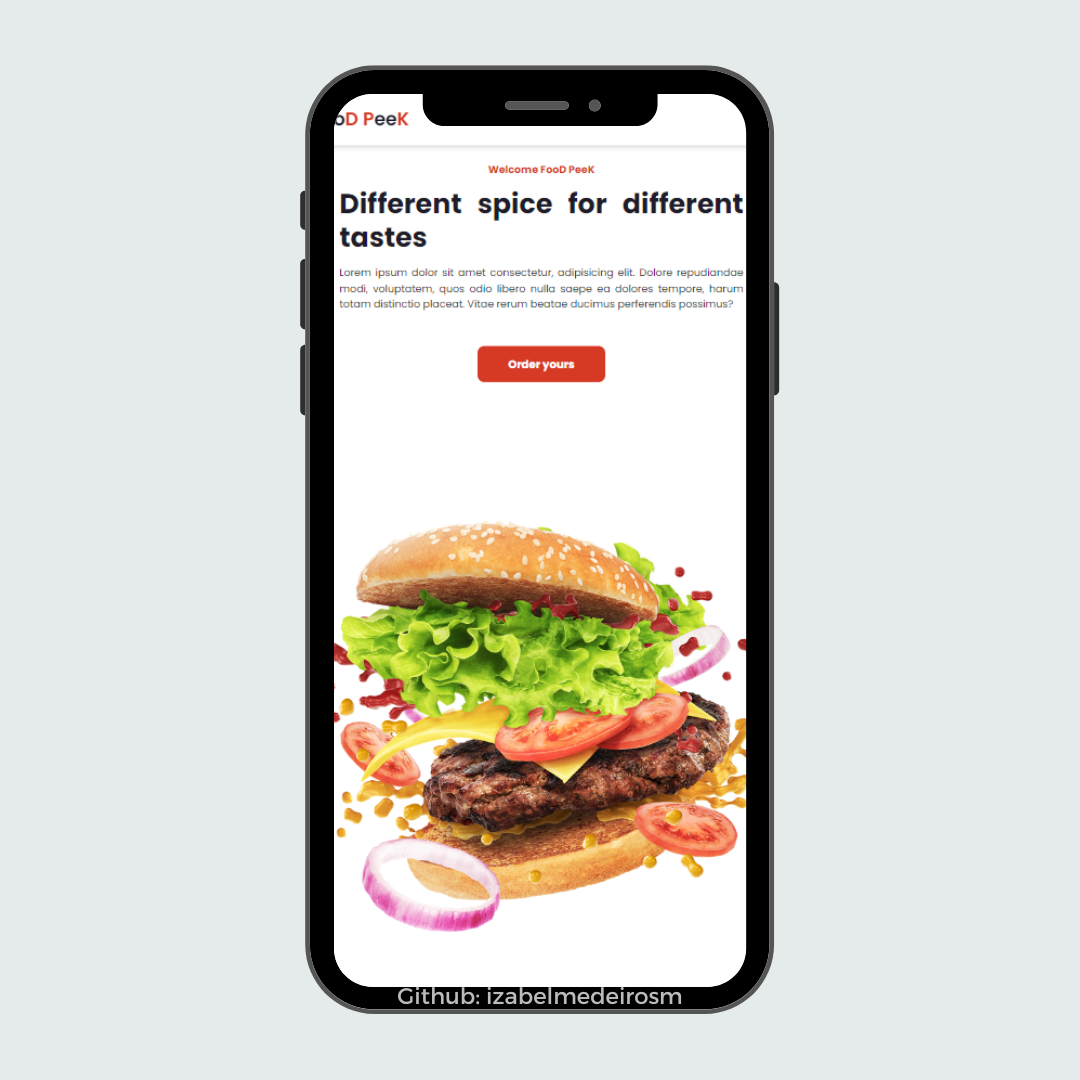 oD PeeK
Welcome FooD PeeK
Different spice for different
tastes
Lorem ipsum dolor sit amet consectetur, adipisicing elit. Dolore repudiandae
modi, voluptatem, quos odio libero nulla saepe ea dolores tempore, harum
totam distinctio placeat. Vitae rerum beatae ducimus perferendis possimus?
Order yours
Github: izabelmedeirosm